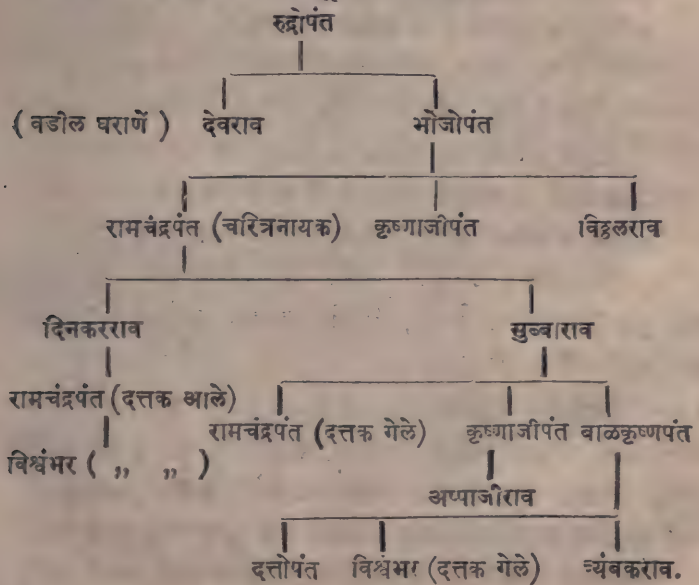 रुद्रोपंत
( वडील घराणें ) देवराव भोजोपंत
रामचंद्रपंत (चरित्रनायक) कृष्णाजीपंत विठ्ठलराव
दिनकरराव सुब्बाराव
रामचंद्रपंत (दत्तक आले)
रामचंद्रपंत (दत्तक गेले) कृष्णाजीपंत बाळकृष्णपंत
विश्वंभर ( ,, ,, )
अप्पाजीराव
दत्तोपंत विश्वंभर (दत्तक गेले) त्र्यंबकराव.